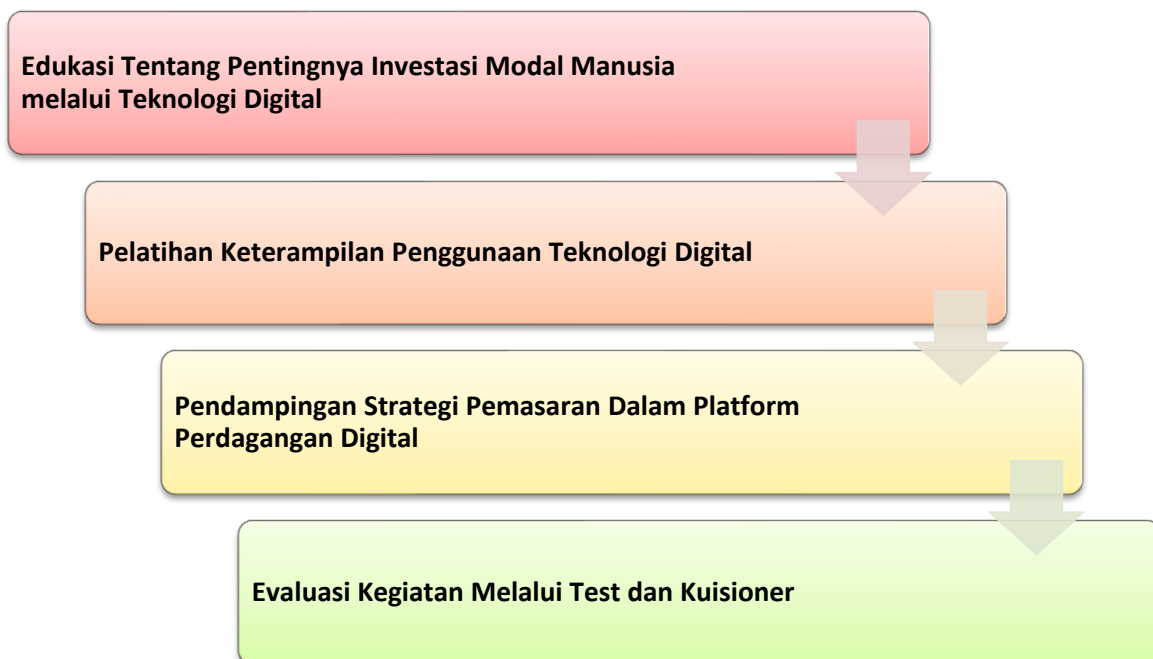 Edukasi Tentang Pentingnya Investasi Modal Manusia
melalui Teknologi Digital
Pelatihan Keterampilan Penggunaan Teknologi Digital
Pendampingan Strategi Pemasaran Dalam Platform
Perdagangan Digital
Evaluasi Kegiatan Melalui Test dan Kuisioner